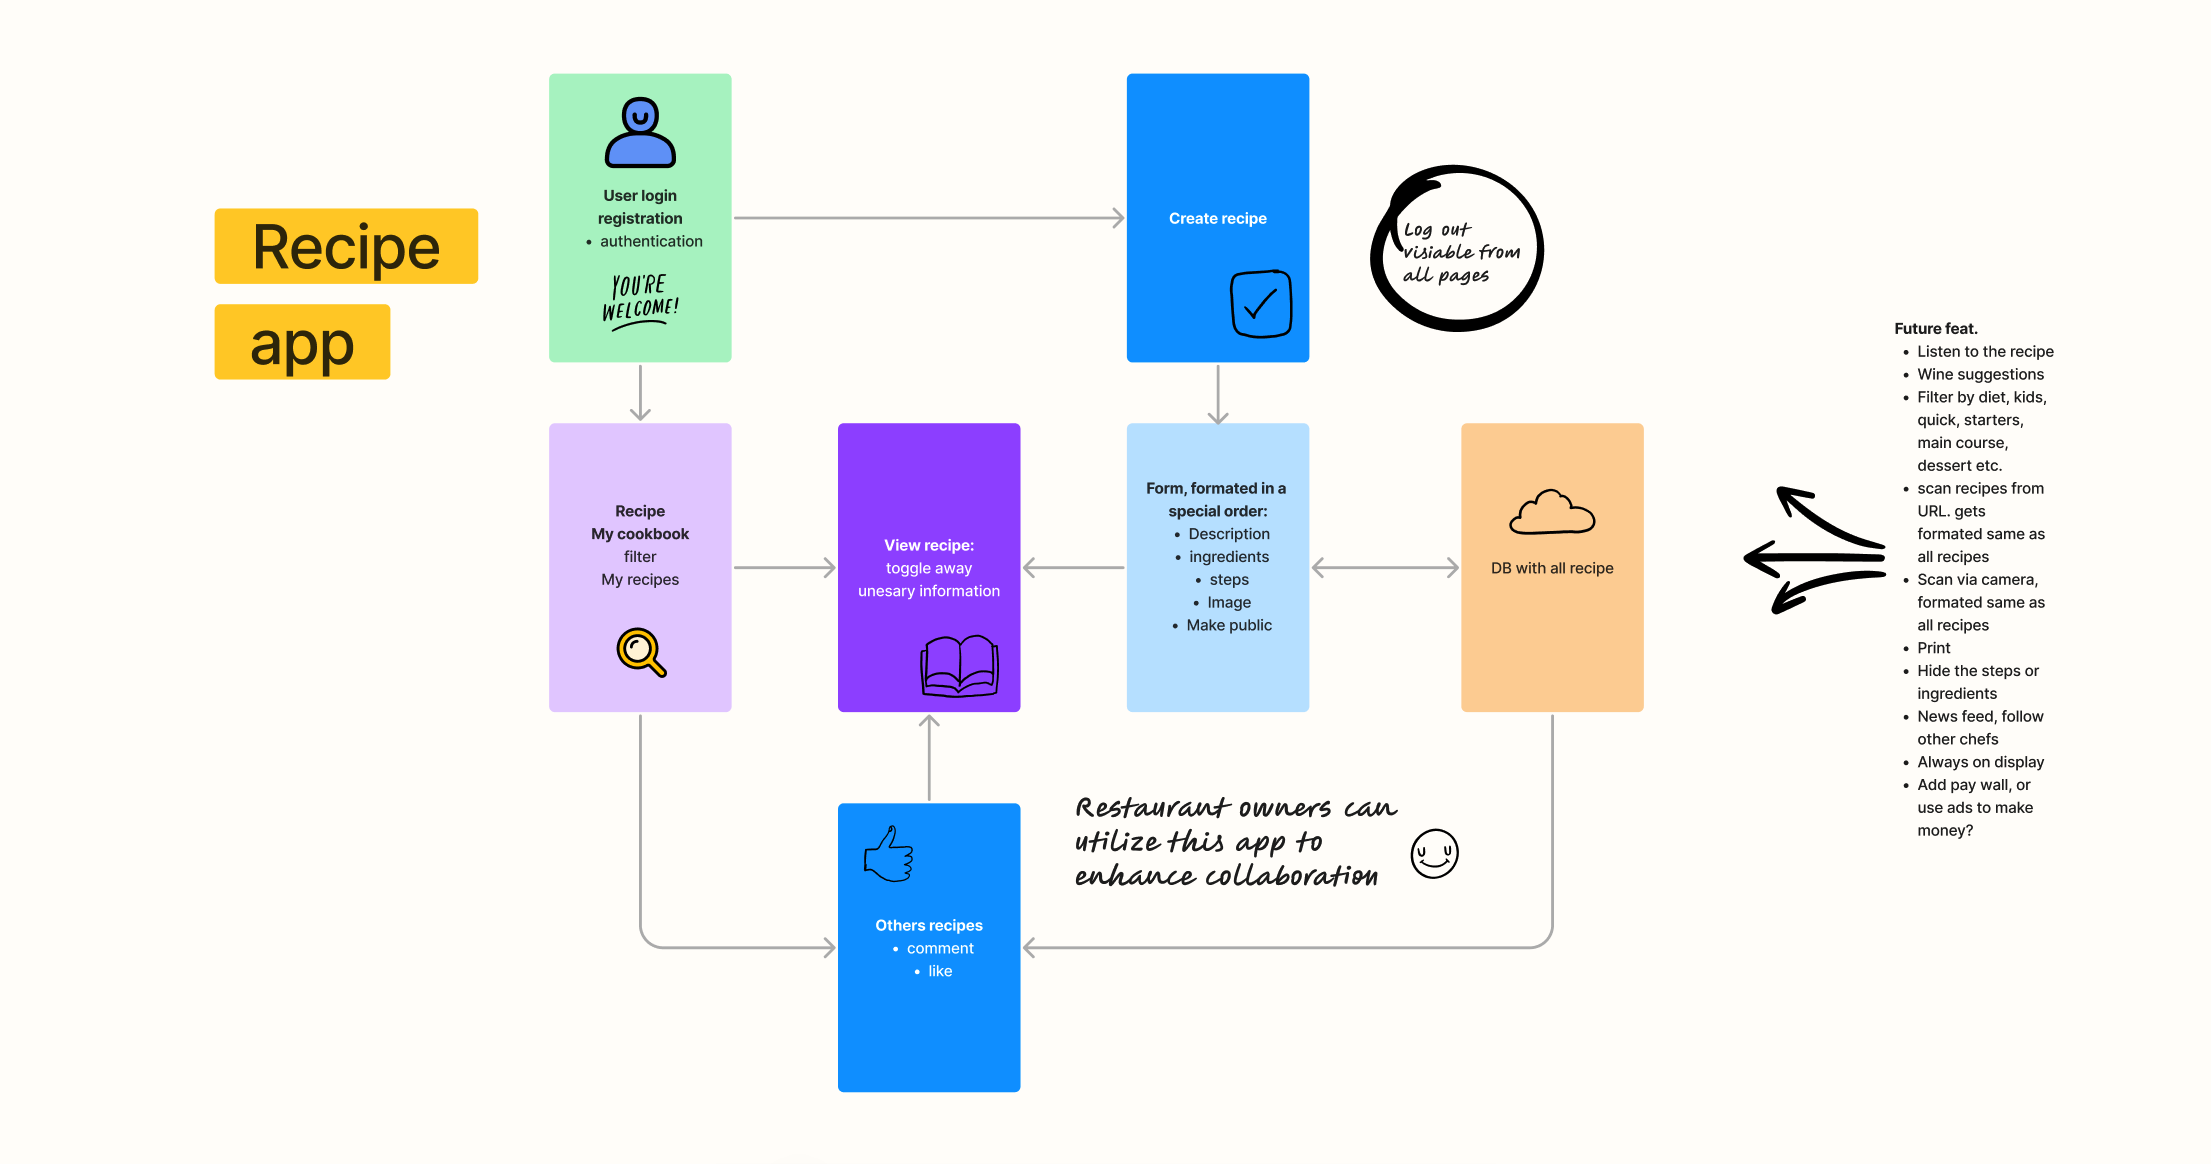 Recipe
app
User login
registration
• authentication
YOU'RE
WELCOME!
Create recipe
Log out
visiable from
all pages
Recipe
My cookbook
filter
My recipes
View recipe:
toggle away
unesary information
Form, formated in a
special order:
• Description
• ingredients
• steps
• Image
• Make public
DB with all recipe
Others recipes
• comment
• like
Restaurant owners can
utilize this app to
enhance collaboration
Future feat.
• Listen to the recipe
• Wine suggestions
• Filter by diet, kids,
quick, starters,
main course,
dessert etc.
• scan recipes from
URL. gets
formated same as
all recipes
• Scan via camera,
formated same as
all recipes
• Print
• Hide the steps or
ingredients
• News feed, follow
other chefs
• Always on display
• Add pay wall, or
use ads to make
money?